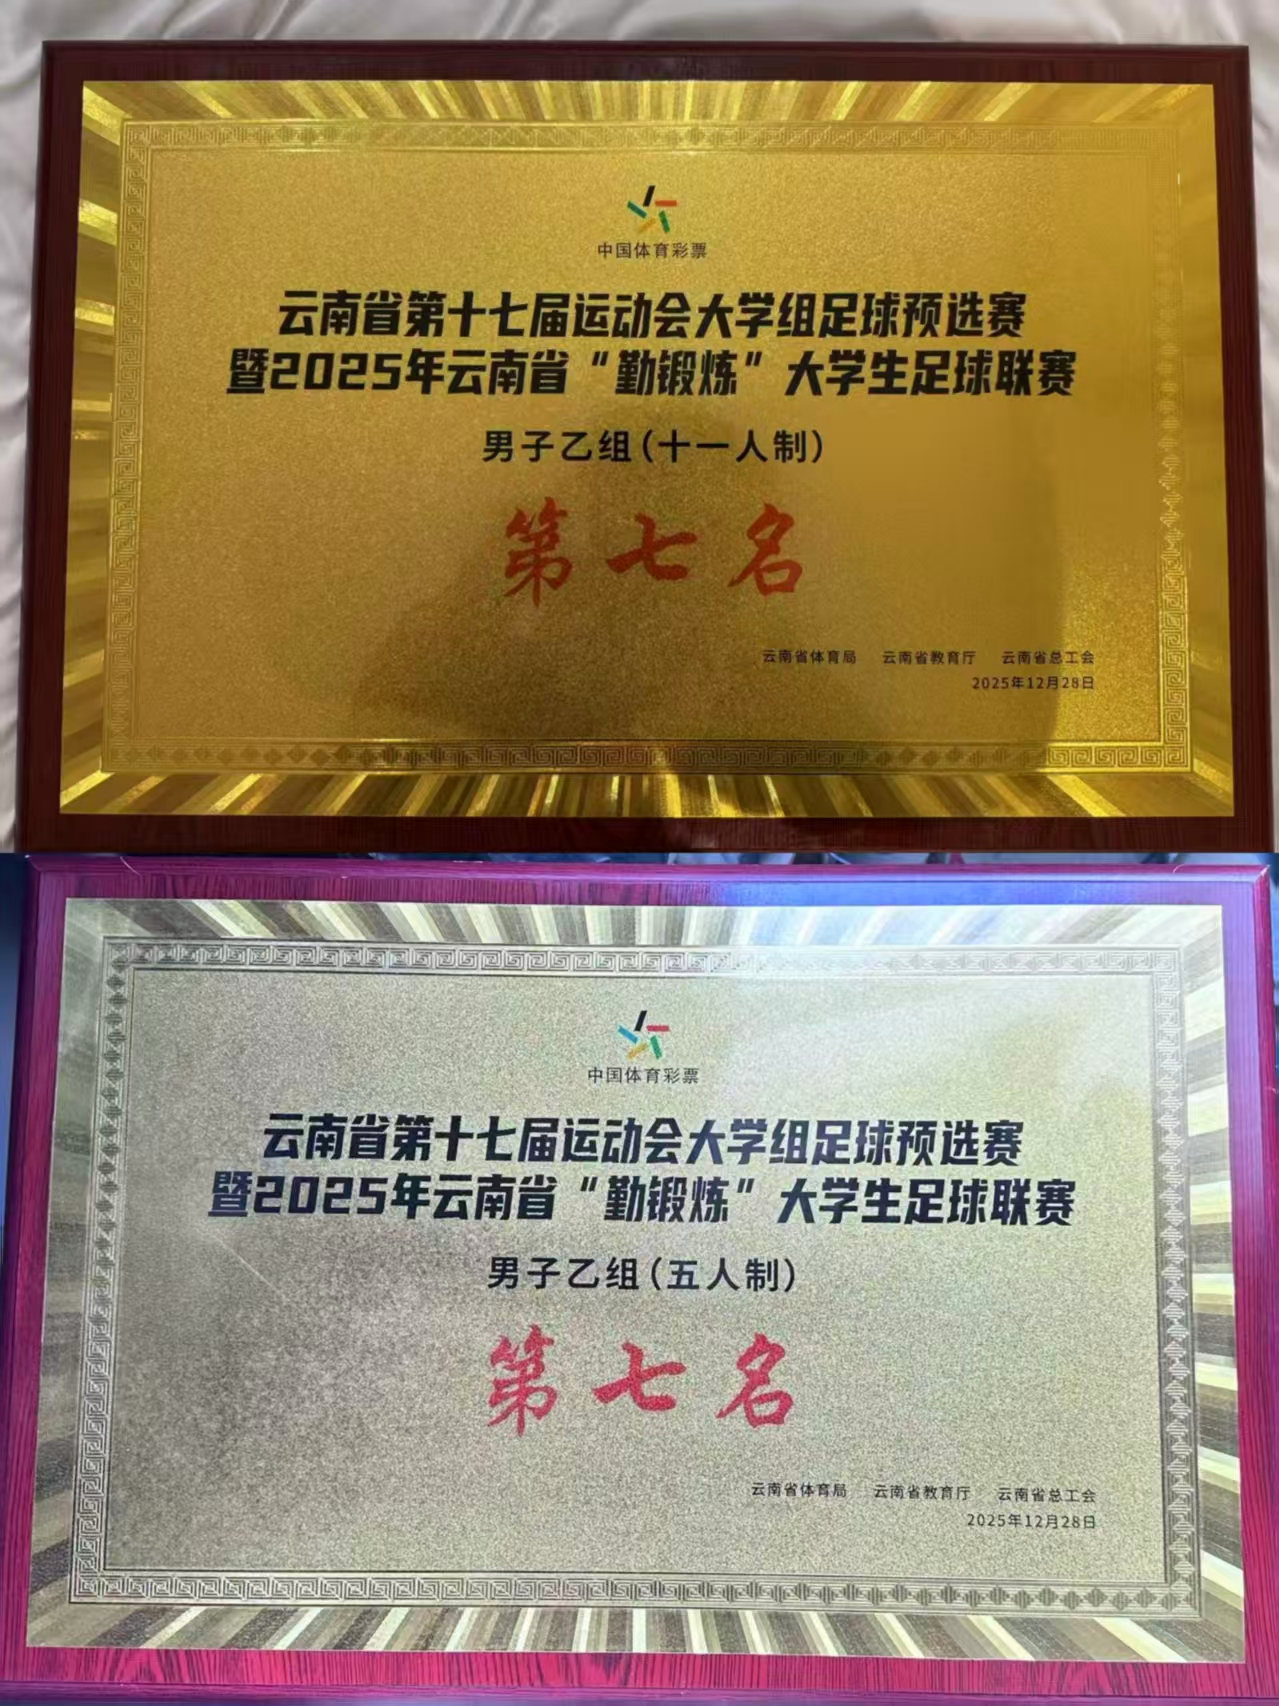 中国体育彩票
云南省第十七届运动会大学组足球预选赛
暨2025年云南省“勤锻炼”大学生足球联赛
男子乙组(十一人制)
第七名
云南省体育局 云南省教育厅 云南省总工会
2025年12月28日
中国体育彩票
云南省第十七届运动会大学组足球预选赛
暨2025年云南省“勤锻炼”大学生足球联赛
男子乙组(五人制)
第七名
云南省体育局 云南省教育厅 云南省总工会
2025年12月28日